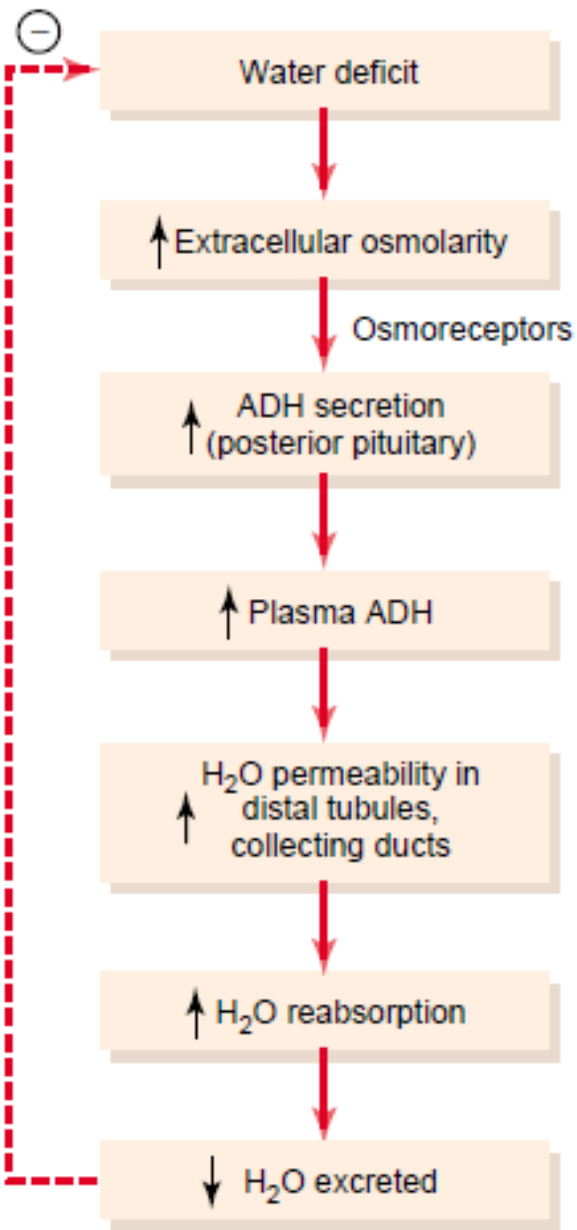 −
Water deficit
↑ Extracellular osmolarity
Osmoreceptors
↑ ADH secretion
(posterior pituitary)
↑ Plasma ADH
H₂O permeability in
↑ distal tubules,
collecting ducts
↑ H₂O reabsorption
↓ H₂O excreted